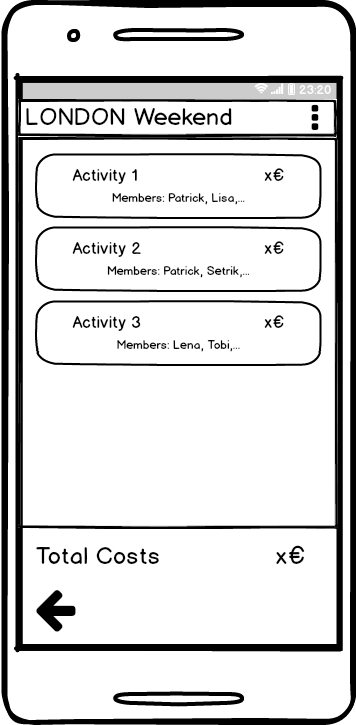 23:20
LONDON Weekend
Activity 1 x€
Members: Patrick, Lisa,...
Activity 2 x€
Members: Patrick, Setrik,...
Activity 3 x€
Members: Lena, Tobi,...
Total Costs x€